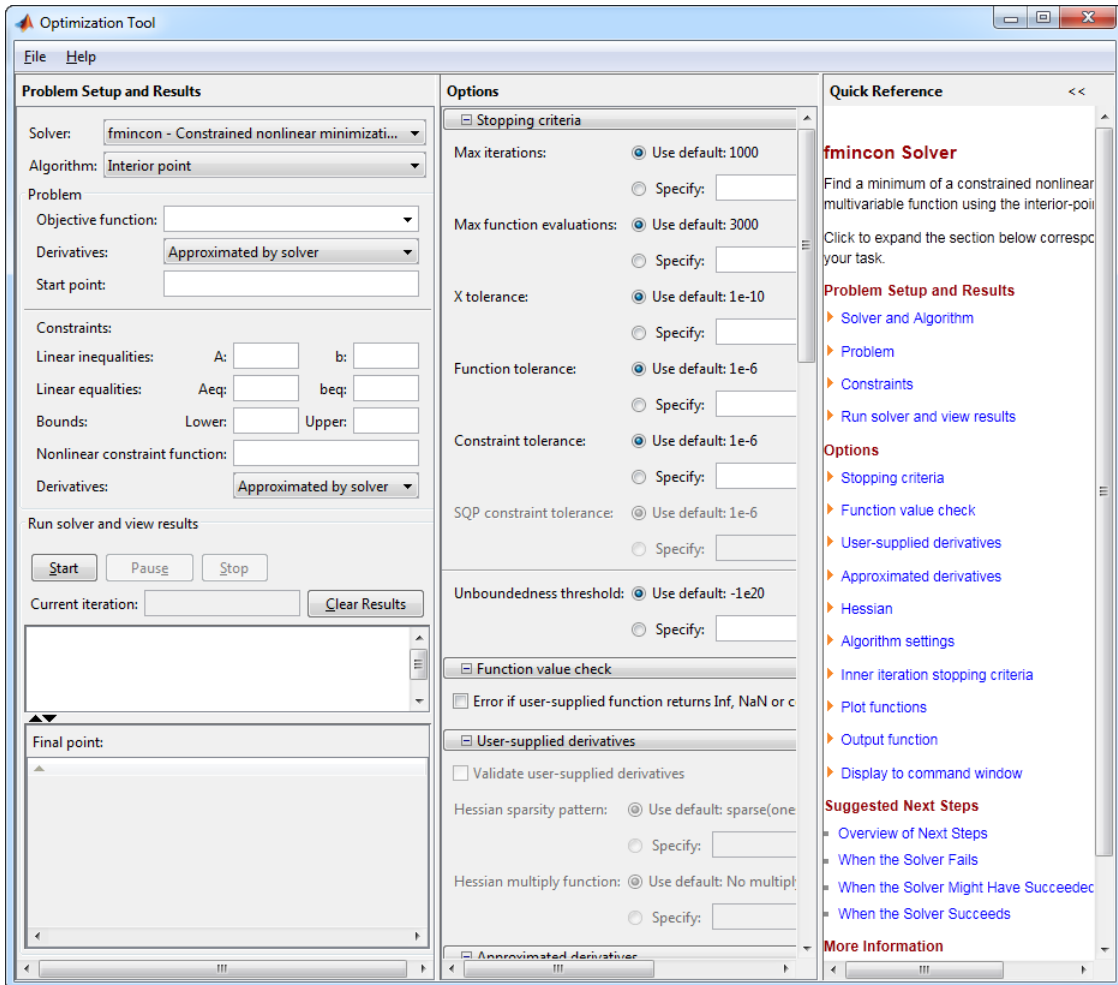 Optimization Tool
File Help
Problem Setup and Results
Solver: fmincon - Constrained nonlinear minimizati...
Algorithm: Interior point
Problem
Objective function:
Derivatives: Approximated by solver
Start point:
Constraints:
Linear inequalities: A: b:
Linear equalities: Aeq: beq:
Bounds: Lower: Upper:
Nonlinear constraint function:
Derivatives: Approximated by solver
Run solver and view results
Start Pause Stop
Current iteration: Clear Results
Final point:
Options
Stopping criteria
Max iterations: Use default: 1000
Specify:
Max function evaluations: Use default: 3000
Specify:
X tolerance: Use default: 1e-10
Specify:
Function tolerance: Use default: 1e-6
Specify:
Constraint tolerance: Use default: 1e-6
Specify:
SQP constraint tolerance: Use default: 1e-6
Specify:
Unboundedness threshold: Use default: -1e20
Specify:
Function value check
Error if user-supplied function returns Inf, NaN or c
User-supplied derivatives
Validate user-supplied derivatives
Hessian sparsity pattern: Use default: sparse(one
Specify:
Hessian multiply function: Use default: No multipl
Specify:
Approximated derivatives
Quick Reference <<
fmincon Solver
Find a minimum of a constrained nonlinear
multivariable function using the interior-poi
Click to expand the section below correspo
your task.
Problem Setup and Results
Solver and Algorithm
Problem
Constraints
Run solver and view results
Options
Stopping criteria
Function value check
User-supplied derivatives
Approximated derivatives
Hessian
Algorithm settings
Inner iteration stopping criteria
Plot functions
Output function
Display to command window
Suggested Next Steps
Overview of Next Steps
When the Solver Fails
When the Solver Might Have Succeeded
When the Solver Succeeds
More Information